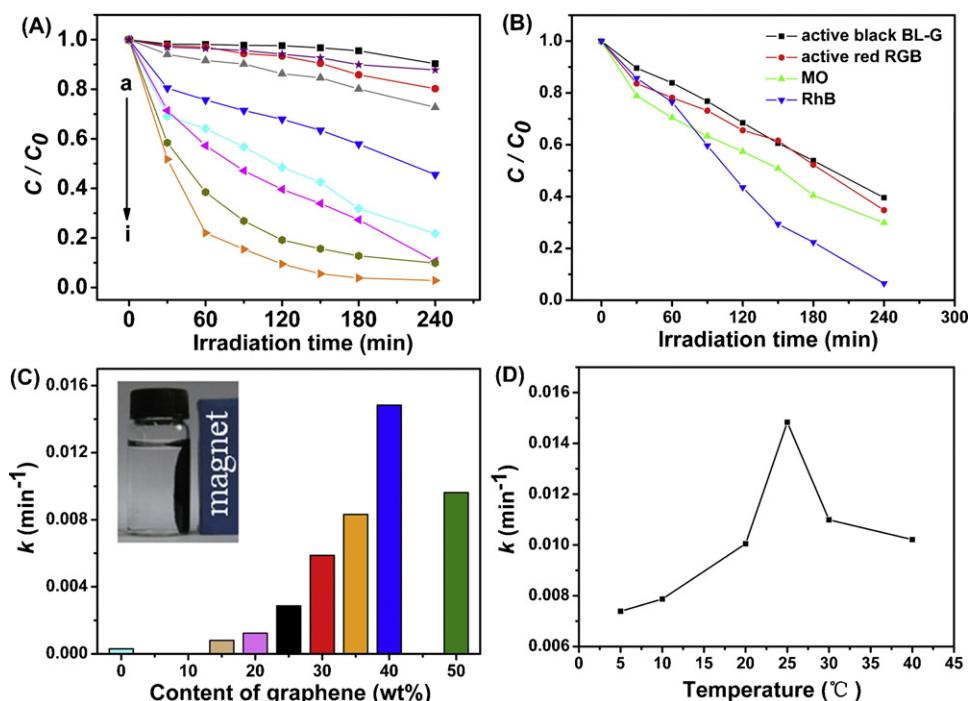 (A)
1.0
0.8
0.6
0.4
0.2
0.0
C / C0
a
i
0 60 120 180 240
Irradiation time (min)
(B)
1.0
0.8
0.6
0.4
0.2
0.0
C / C0
active black BL-G
active red RGB
MO
RhB
0 60 120 180 240 300
Irradiation time (min)
(C)
0.016
0.012
0.008
0.004
0.000
k (min-1)
magnet
0 10 20 30 40 50
Content of graphene (wt%)
(D)
0.016
0.014
0.012
0.010
0.008
0.006
k (min-1)
0 5 10 15 20 25 30 35 40 45
Temperature (℃)